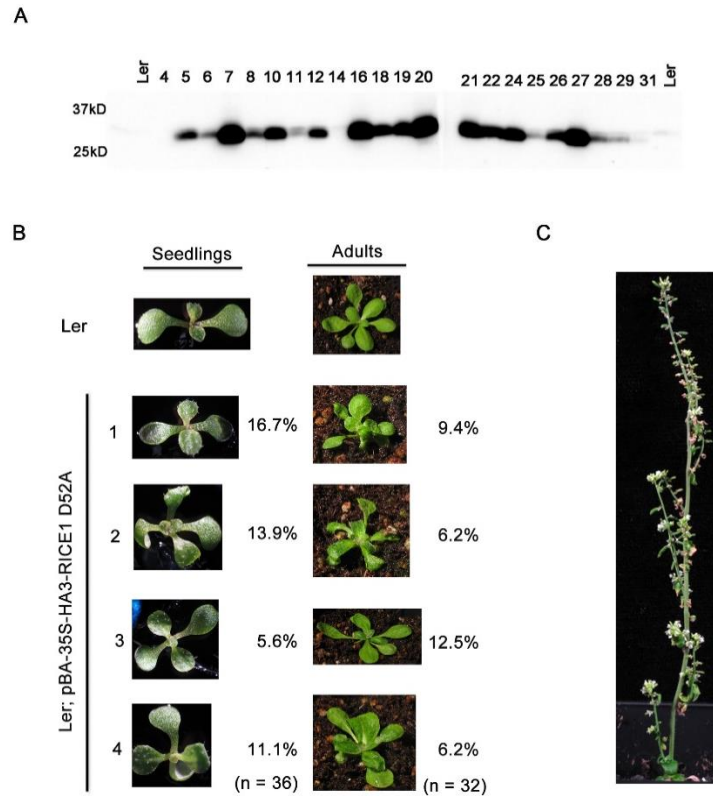 A
Ler 4 5 6 7 8 10 11 12 14 16 18 19 20 21 22 24 25 26 27 28 29 31 Ler
37kD
25kD
B
C
Seedlings Adults
Ler
Ler; pBA-35S-HA3-RICE1 D52A
1 16.7% 9.4%
2 13.9% 6.2%
3 5.6% 12.5%
4 11.1% 6.2%
(n = 36) (n = 32)